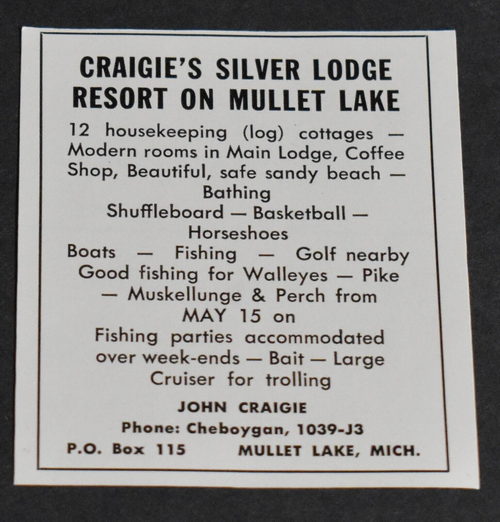 CRAIGIE'S SILVER LODGE
RESORT ON MULLET LAKE
12 housekeeping (log) cottages —
Modern rooms in Main Lodge, Coffee
Shop, Beautiful, safe sandy beach —
Bathing
Shuffleboard — Basketball —
Horseshoes
Boats — Fishing — Golf nearby
Good fishing for Walleyes — Pike
— Muskellunge & Perch from
MAY 15 on
Fishing parties accommodated
over week-ends — Bait — Large
Cruiser for trolling
JOHN CRAIGIE
Phone: Cheboygan, 1039-J3
P.O. Box 115 MULLET LAKE, MICH.